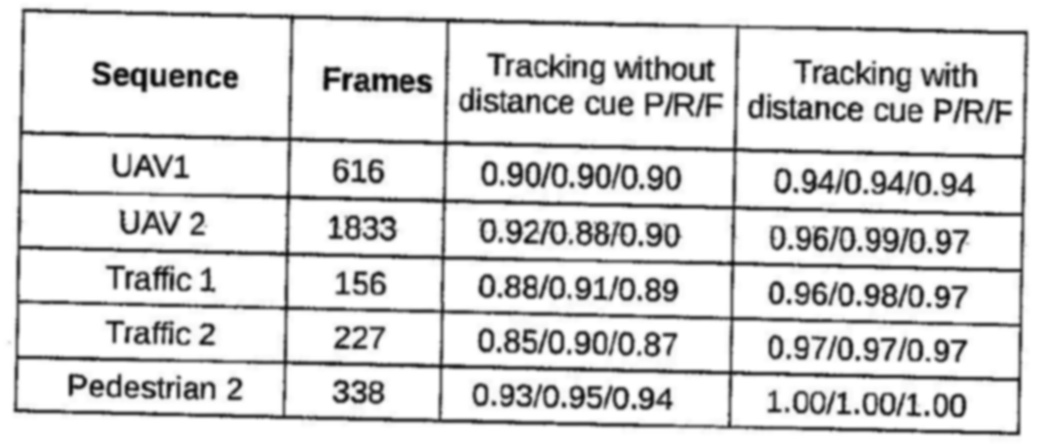 Sequence Frames Tracking without distance cue P/R/F Tracking with distance cue P/R/F
UAV1 616 0.90/0.90/0.90 0.94/0.94/0.94
UAV 2 1833 0.92/0.88/0.90 0.96/0.99/0.97
Traffic 1 156 0.88/0.91/0.89 0.96/0.98/0.97
Traffic 2 227 0.85/0.90/0.87 0.97/0.97/0.97
Pedestrian 2 338 0.93/0.95/0.94 1.00/1.00/1.00